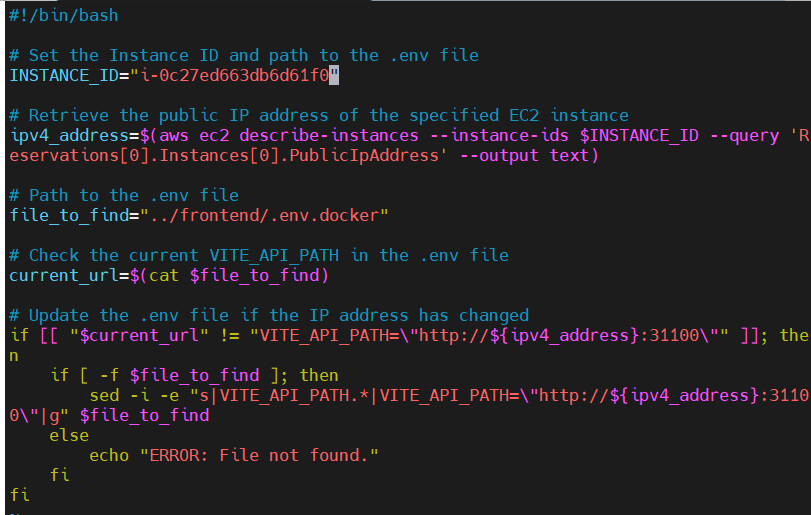 #!/bin/bash
# Set the Instance ID and path to the .env file
INSTANCE_ID="i-0c27ed663db6d61f0"
# Retrieve the public IP address of the specified EC2 instance
ipv4_address=$(aws ec2 describe-instances --instance-ids $INSTANCE_ID --query 'R
eservations[0].Instances[0].PublicIpAddress' --output text)
# Path to the .env file
file_to_find="../frontend/.env.docker"
# Check the current VITE_API_PATH in the .env file
current_url=$(cat $file_to_find)
# Update the .env file if the IP address has changed
if [[ "$current_url" != "VITE_API_PATH=\"http://${ipv4_address}:31100\"" ]]; the
n
    if [ -f $file_to_find ]; then
        sed -i -e "s|VITE_API_PATH.*|VITE_API_PATH=\"http://${ipv4_address}:3110
0\"|g" $file_to_find
    else
        echo "ERROR: File not found."
    fi
fi